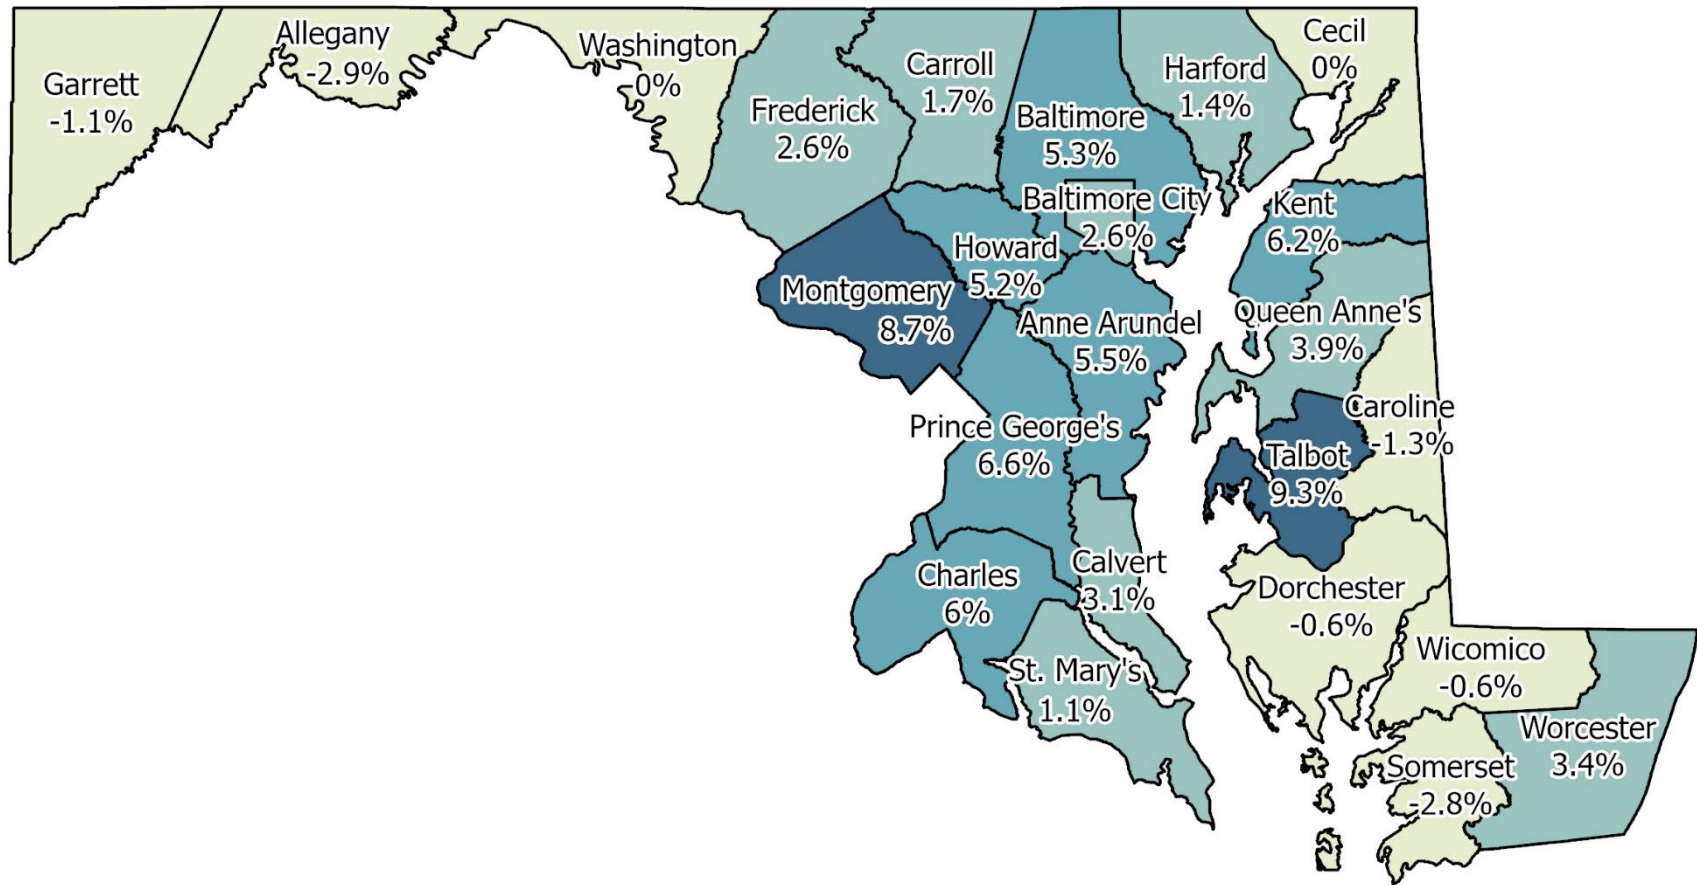 Garrett
-1.1%
Allegany
-2.9%
Washington
0%
Frederick
2.6%
Carroll
1.7%
Baltimore
5.3%
Harford
1.4%
Cecil
0%
Baltimore City
2.6%
Kent
6.2%
Howard
5.2%
Montgomery
8.7%
Anne Arundel
5.5%
Queen Anne's
3.9%
Prince George's
6.6%
Caroline
-1.3%
Talbot
9.3%
Charles
6%
Calvert
3.1%
Dorchester
-0.6%
St. Mary's
1.1%
Wicomico
-0.6%
Worcester
3.4%
Somerset
-2.8%